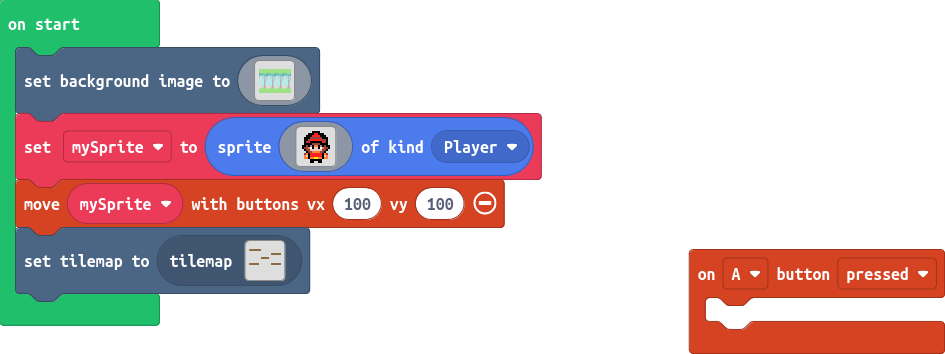 on start
set background image to
set mySprite to sprite of kind Player
move mySprite with buttons vx 100 vy 100
set tilemap to tilemap
on A button pressed